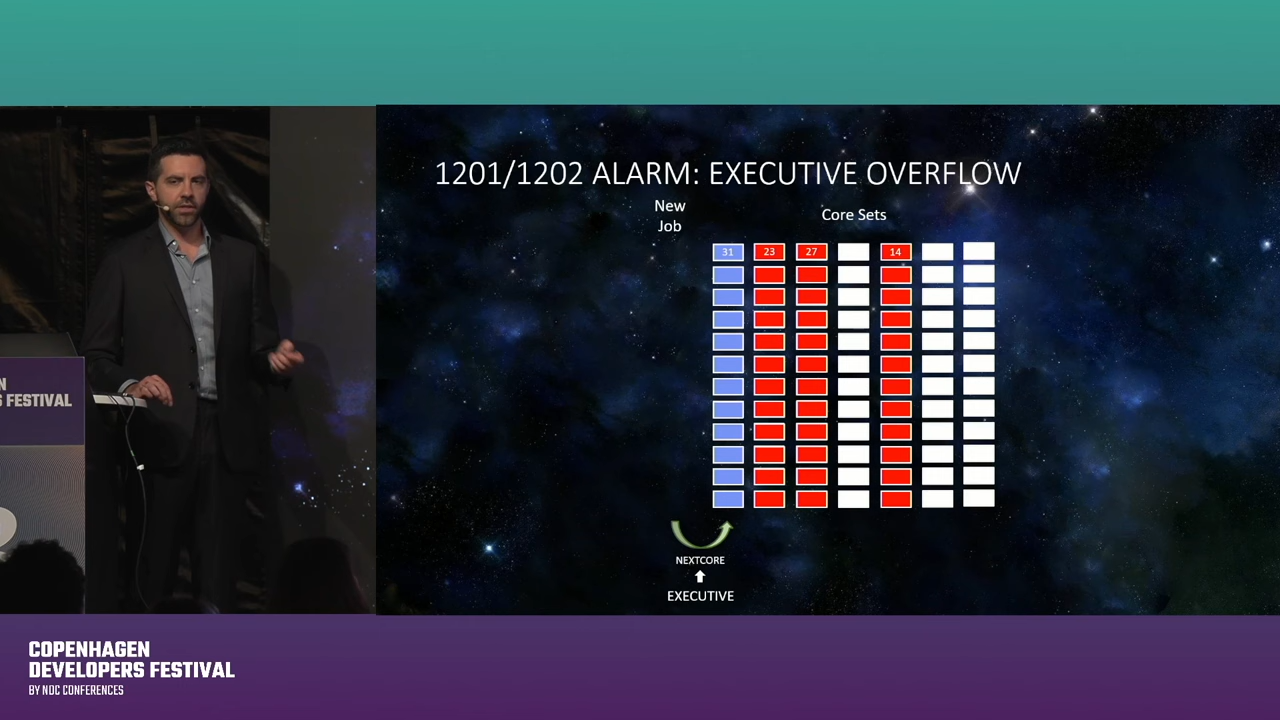 1201/1202 ALARM: EXECUTIVE OVERFLOW
New
Job
Core Sets
31
23
27
14
NEXTCORE
EXECUTIVE
N
S FESTIVAL
COPENHAGEN
DEVELOPERS FESTIVAL
BY NDC CONFERENCES